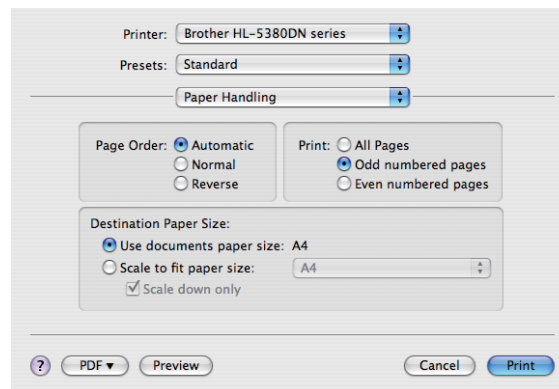 Printer: Brother HL-5380DN series
Presets: Standard
Paper Handling
Page Order: Automatic
Normal
Reverse
Print: All Pages
Odd numbered pages
Even numbered pages
Destination Paper Size:
Use documents paper size: A4
Scale to fit paper size: A4
Scale down only
? PDF▼ Preview Cancel Print